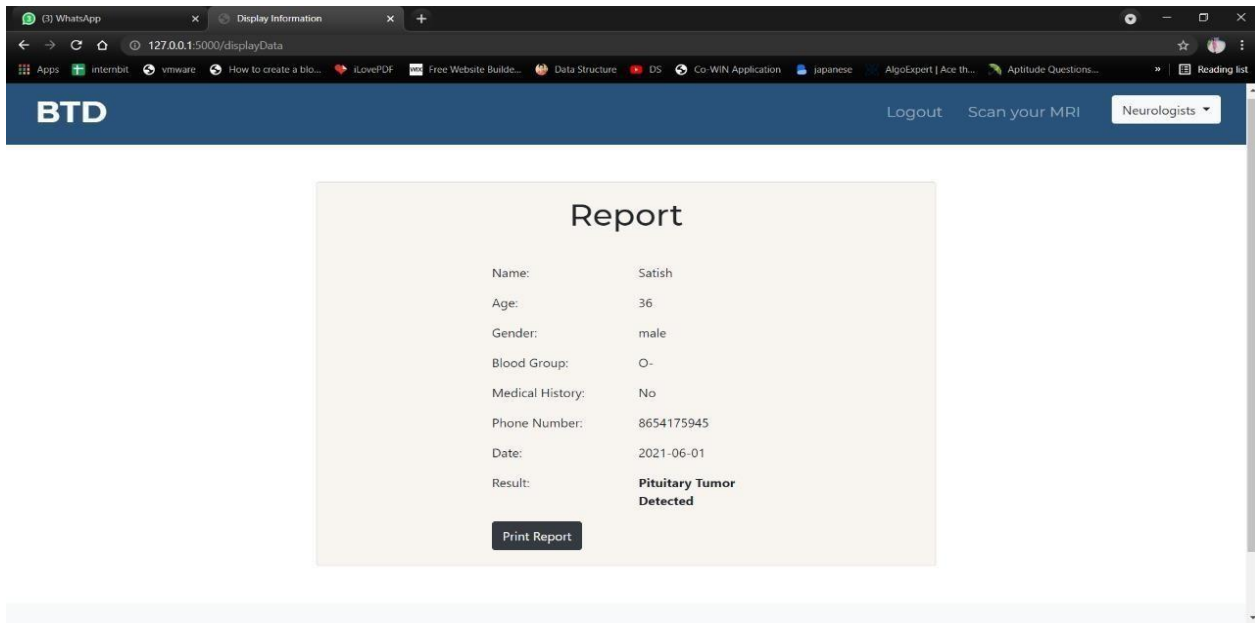 (3) WhatsApp
Display Information
127.0.0.1:5000/displayData
Apps internbit vmware How to create a blo... iLovePDF Free Website Builde... Data Structure DS Co-WIN Application japanese AlgoExpert | Ace th... Aptitude Questions... » Reading list
BTD Logout Scan your MRI Neurologists
Report
Name: Satish
Age: 36
Gender: male
Blood Group: O-
Medical History: No
Phone Number: 8654175945
Date: 2021-06-01
Result: Pituitary Tumor
Detected
Print Report